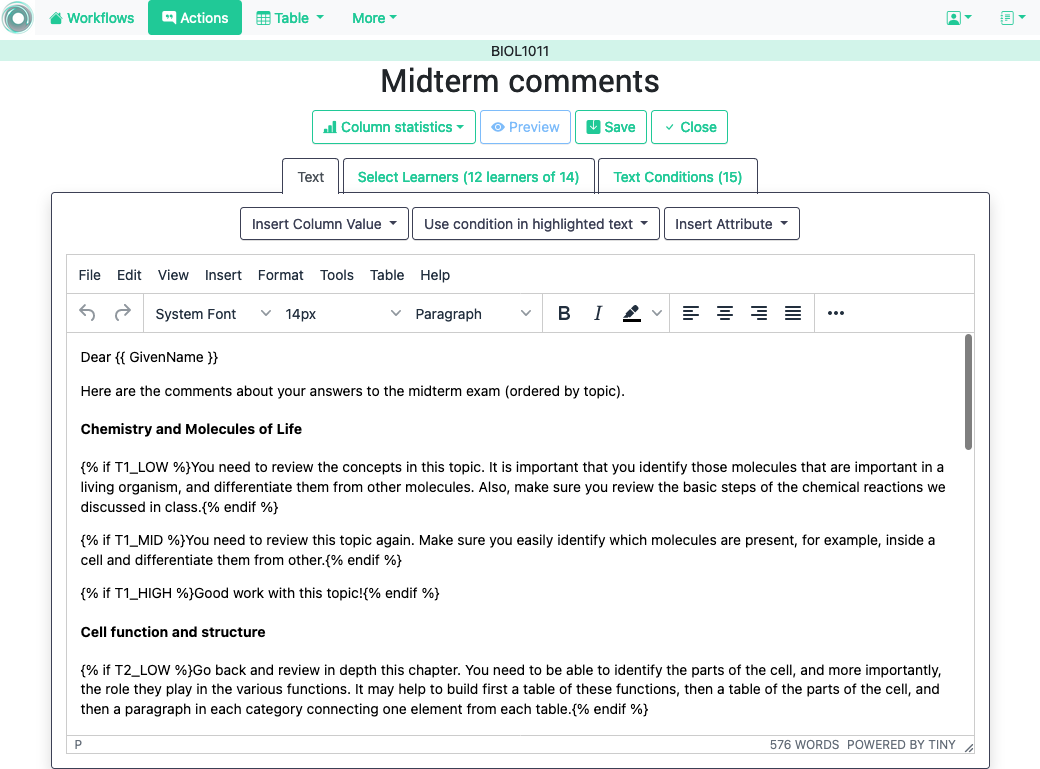 Workflows Actions Table More
BIOL1011
Midterm comments
Column statistics Preview Save Close
Text Select Learners (12 learners of 14) Text Conditions (15)
Insert Column Value Use condition in highlighted text Insert Attribute
File Edit View Insert Format Tools Table Help
System Font 14px Paragraph B I
Dear {{ GivenName }}
Here are the comments about your answers to the midterm exam (ordered by topic).
Chemistry and Molecules of Life
{% if T1_LOW %}You need to review the concepts in this topic. It is important that you identify those molecules that are important in a
living organism, and differentiate them from other molecules. Also, make sure you review the basic steps of the chemical reactions we
discussed in class.{% endif %}
{% if T1_MID %}You need to review this topic again. Make sure you easily identify which molecules are present, for example, inside a
cell and differentiate them from other.{% endif %}
{% if T1_HIGH %}Good work with this topic!{% endif %}
Cell function and structure
{% if T2_LOW %}Go back and review in depth this chapter. You need to be able to identify the parts of the cell, and more importantly,
the role they play in the various functions. It may help to build first a table of these functions, then a table of the parts of the cell, and
then a paragraph in each category connecting one element from each table.{% endif %}
P 576 WORDS POWERED BY TINY